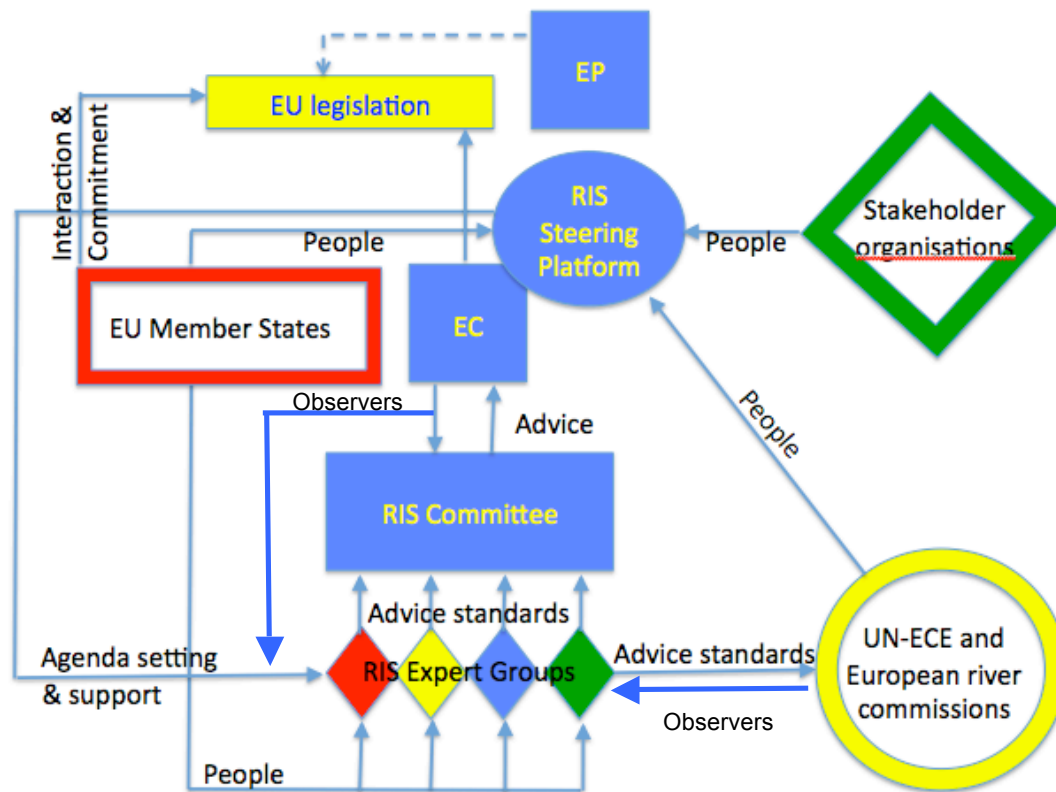 EP
EU legislation
Interaction &
Commitment
RIS
Steering
Platform
People
People
Stakeholder
organisations
EU Member States
EC
Observers
Advice
People
RIS Committee
Advice standards
Agenda setting
& support
RIS Expert Groups
Advice standards
UN-ECE and
European river
commissions
Observers
People